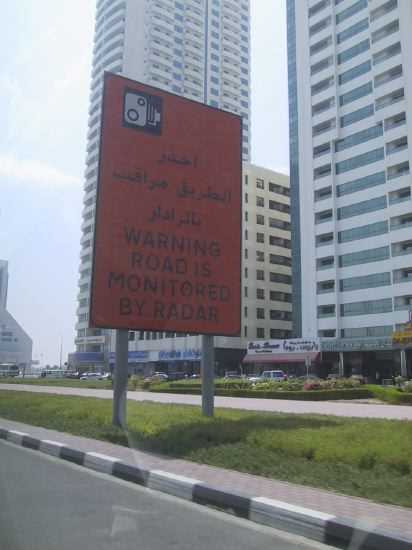 احذر
الطريق مراقب
بالرادار
WARNING
ROAD IS
MONITORED
BY RADAR